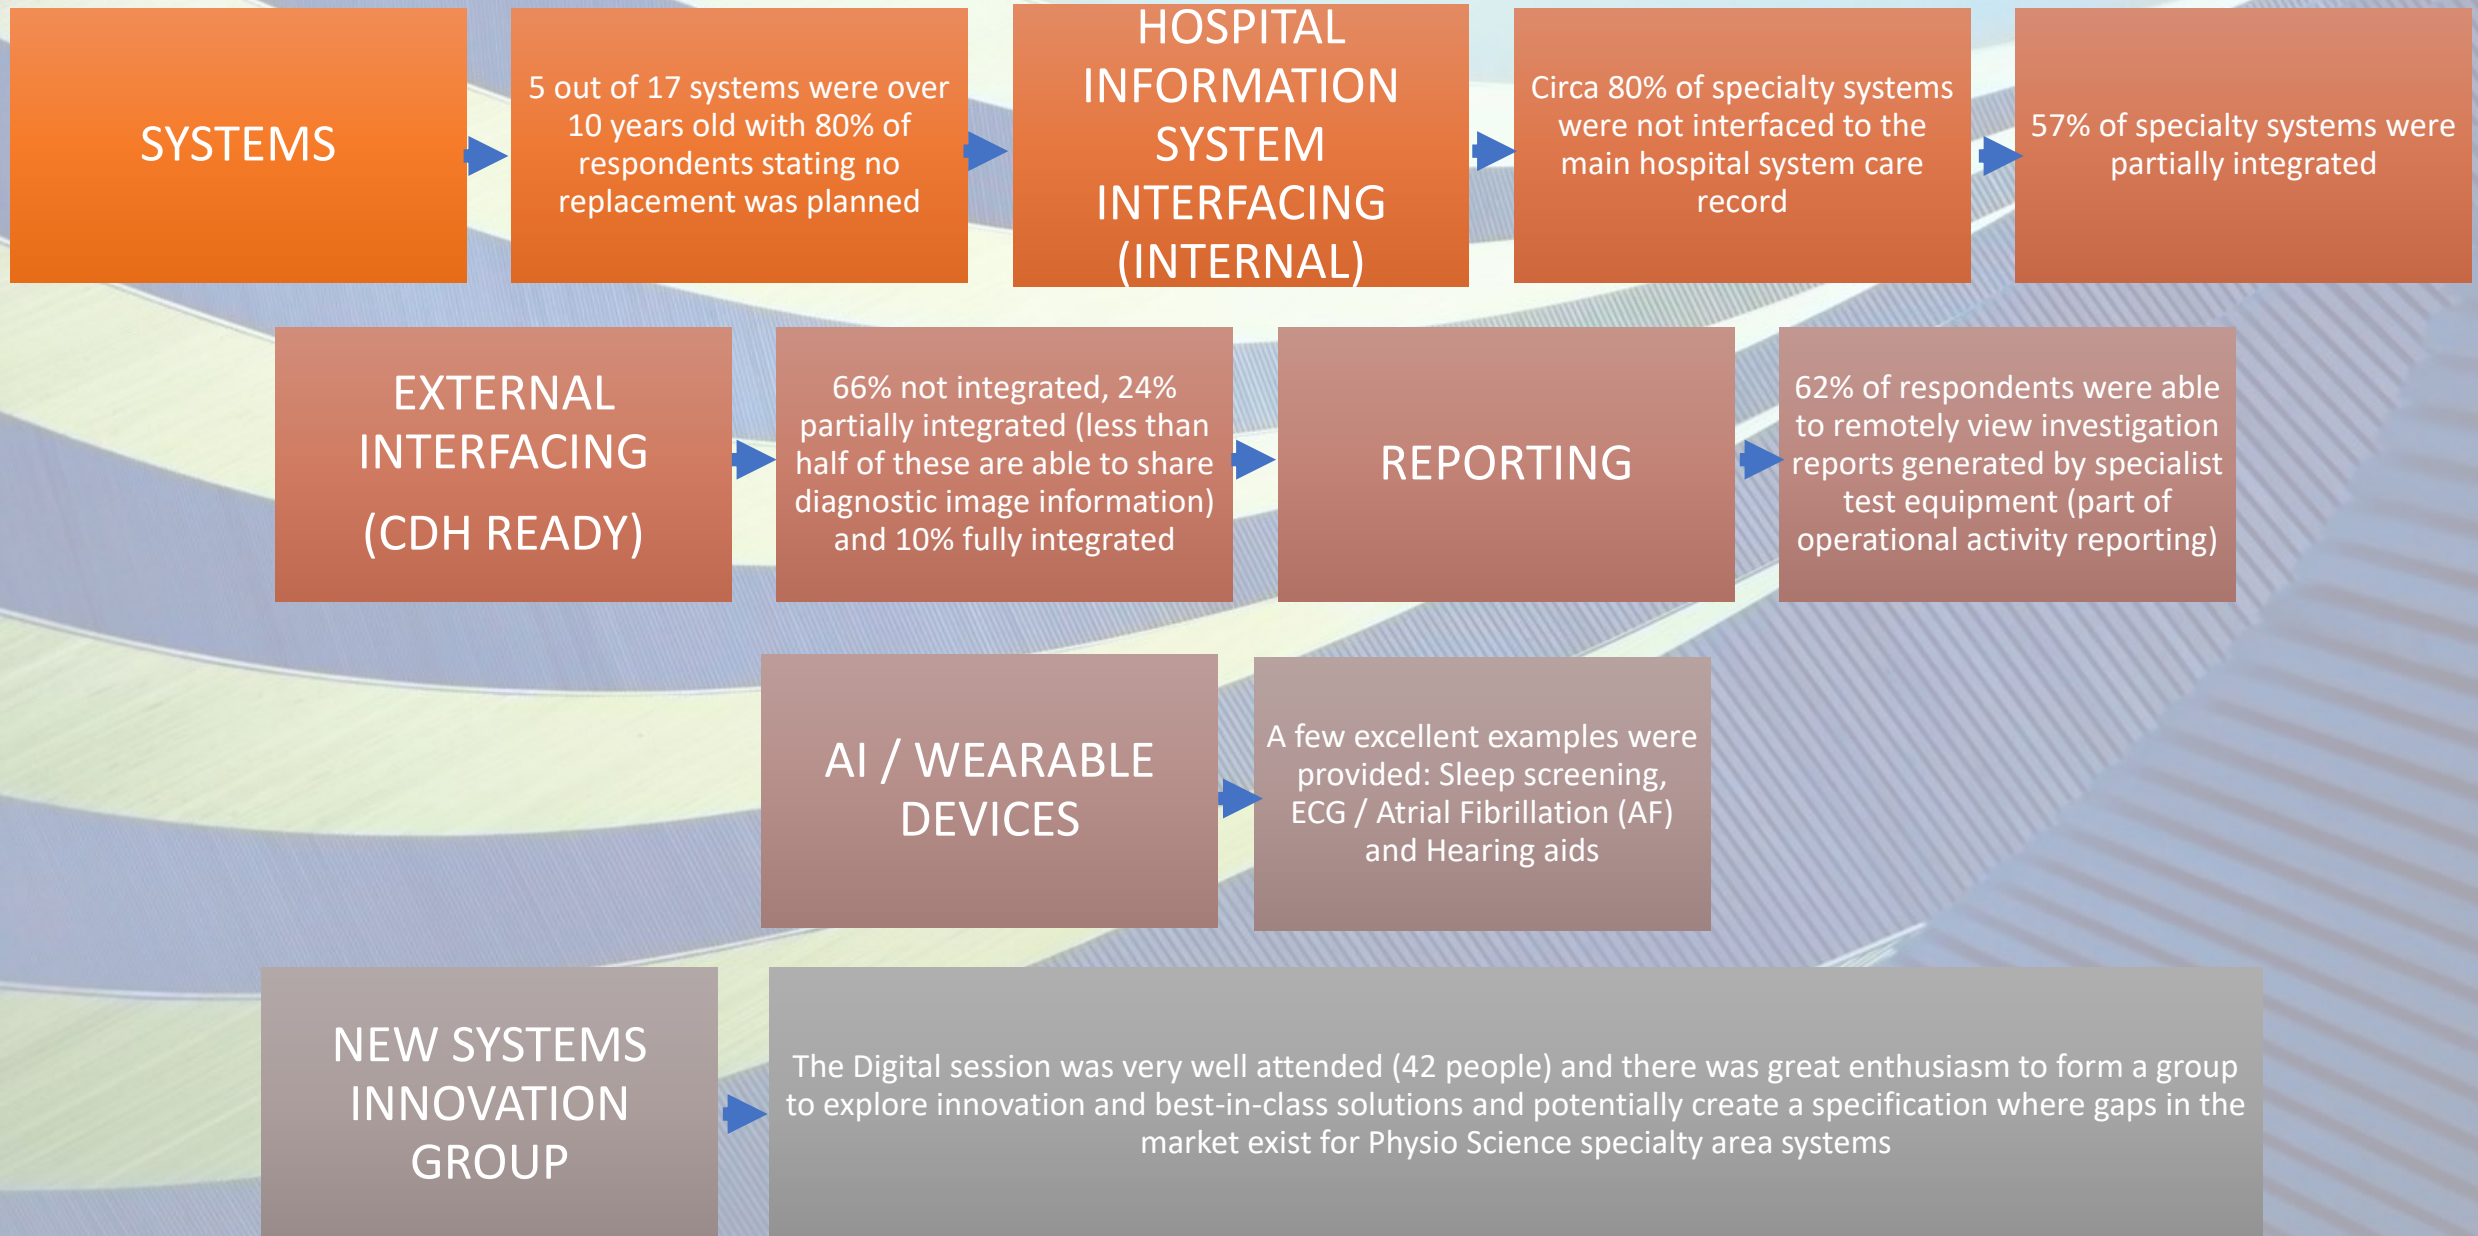 SYSTEMS
5 out of 17 systems were over
10 years old with 80% of
respondents stating no
replacement was planned
HOSPITAL
INFORMATION
SYSTEM
INTERFACING
(INTERNAL)
Circa 80% of specialty systems
were not interfaced to the
main hospital system care
record
57% of specialty systems were
partially integrated
EXTERNAL
INTERFACING
(CDH READY)
66% not integrated, 24%
partially integrated (less than
half of these are able to share
diagnostic image information)
and 10% fully integrated
REPORTING
62% of respondents were able
to remotely view investigation
reports generated by specialist
test equipment (part of
operational activity reporting)
AI / WEARABLE
DEVICES
A few excellent examples were
provided: Sleep screening,
ECG / Atrial Fibrillation (AF)
and Hearing aids
NEW SYSTEMS
INNOVATION
GROUP
The Digital session was very well attended (42 people) and there was great enthusiasm to form a group
to explore innovation and best-in-class solutions and potentially create a specification where gaps in the
market exist for Physio Science specialty area systems